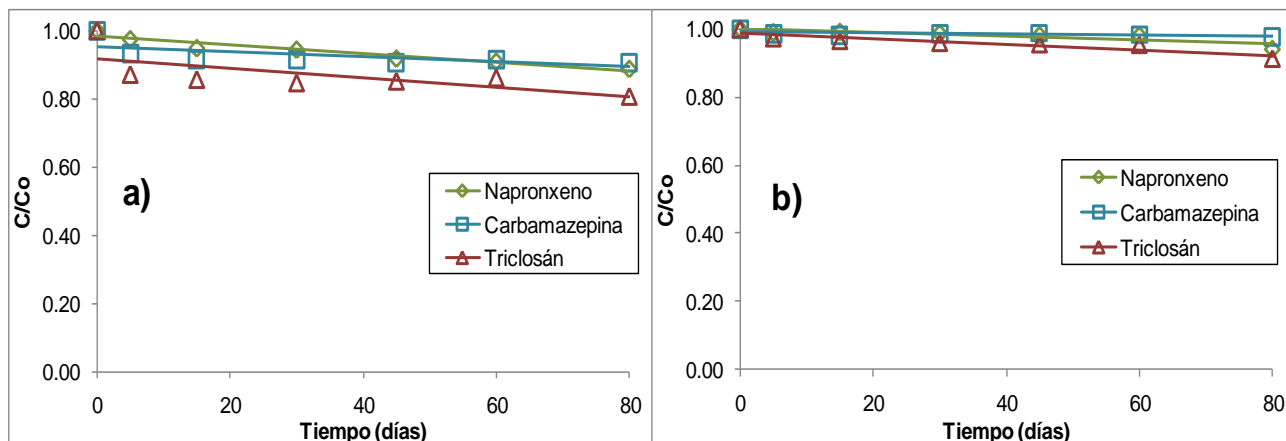 1.00
0.80
0.60
0.40
0.20
0.00
C/Co
a)
Napronxeno
Carbamazepina
Triclosán
0 20 40 60 80
Tiempo (días)
1.00
0.80
0.60
0.40
0.20
0.00
C/Co
b)
Napronxeno
Carbamazepina
Triclosán
0 20 40 60 80
Tiempo (días)